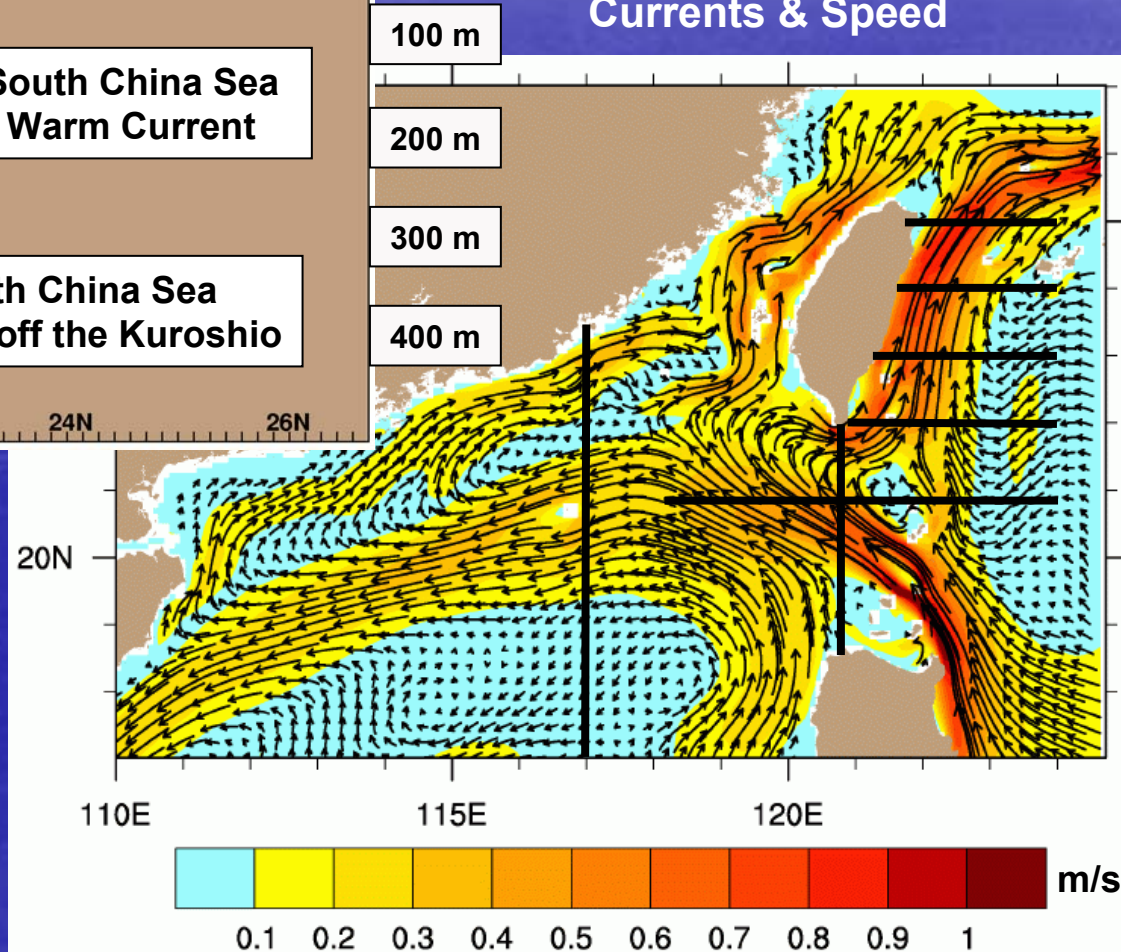 Currents & Speed
South China Sea
Warm Current
China Sea
off the Kuroshio
24N 26N
100 m
200 m
300 m
400 m
20N
110E 115E 120E
m/s
0.1 0.2 0.3 0.4 0.5 0.6 0.7 0.8 0.9 1